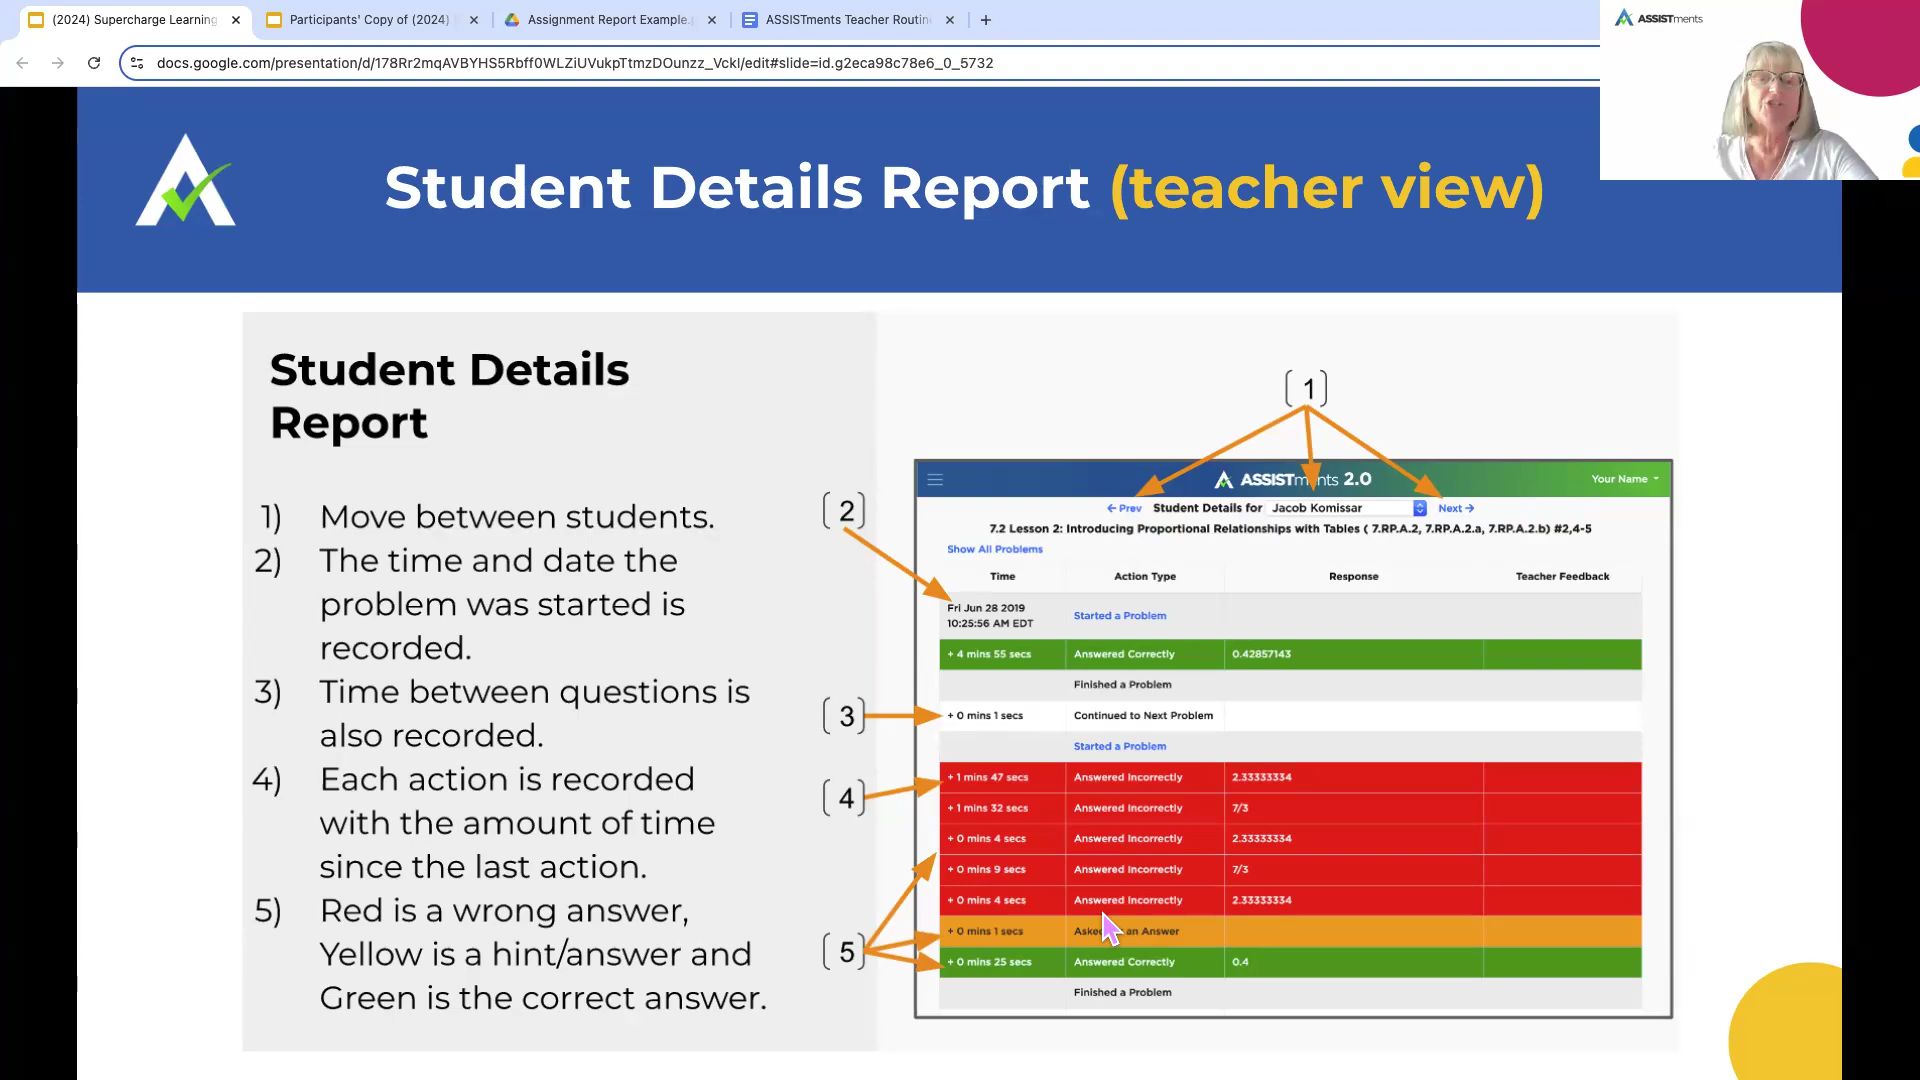 (2024) Supercharge Learning
Participants' Copy of (2024)
Assignment Report Example.
ASSISTments Teacher Routin
docs.google.com/presentation/d/178Rr2mqAVBYHS5Rbff0WLZiUVukpTtmzDOunzz_VckI/edit#slide=id.g2eca98c78e6_0_5732
ASSISTments
Student Details Report (teacher view)
Student Details
Report
1) Move between students.
2) The time and date the
problem was started is
recorded.
3) Time between questions is
also recorded.
4) Each action is recorded
with the amount of time
since the last action.
5) Red is a wrong answer,
Yellow is a hint/answer and
Green is the correct answer.
1
2
3
4
5
ASSISTments 2.0
Your Name
← Prev Student Details for Jacob Komissar Next →
7.2 Lesson 2: Introducing Proportional Relationships with Tables ( 7.RP.A.2, 7.RP.A.2.a, 7.RP.A.2.b) #2,4-5
Show All Problems
Time Action Type Response Teacher Feedback
Fri Jun 28 2019
10:25:56 AM EDT
Started a Problem
+ 4 mins 55 secs Answered Correctly 0.42857143
Finished a Problem
+ 0 mins 1 secs Continued to Next Problem
Started a Problem
+ 1 mins 47 secs Answered Incorrectly 2.33333334
+ 1 mins 32 secs Answered Incorrectly 7/3
+ 0 mins 4 secs Answered Incorrectly 2.33333334
+ 0 mins 9 secs Answered Incorrectly 7/3
+ 0 mins 4 secs Answered Incorrectly 2.33333334
+ 0 mins 1 secs Asked an Answer
+ 0 mins 25 secs Answered Correctly 0.4
Finished a Problem